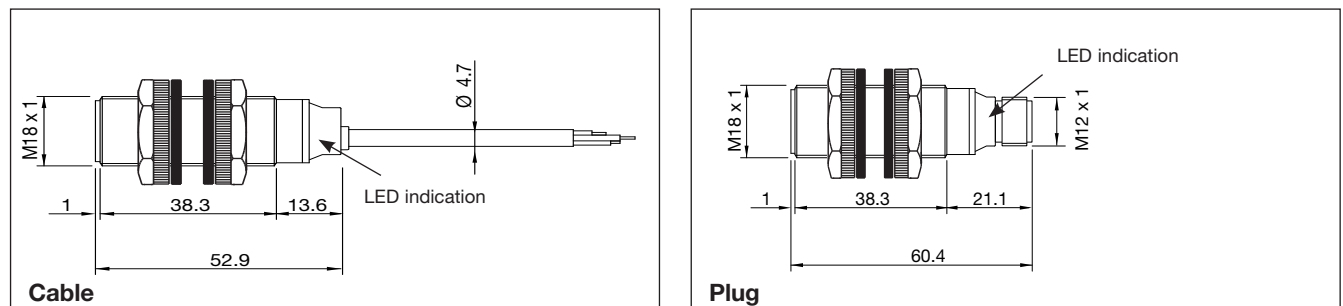 M18 x 1
Ø 4.7
LED indication
1
38.3
13.6
52.9
Cable
LED indication
M18 x 1
M12 x 1
1
38.3
21.1
60.4
Plug